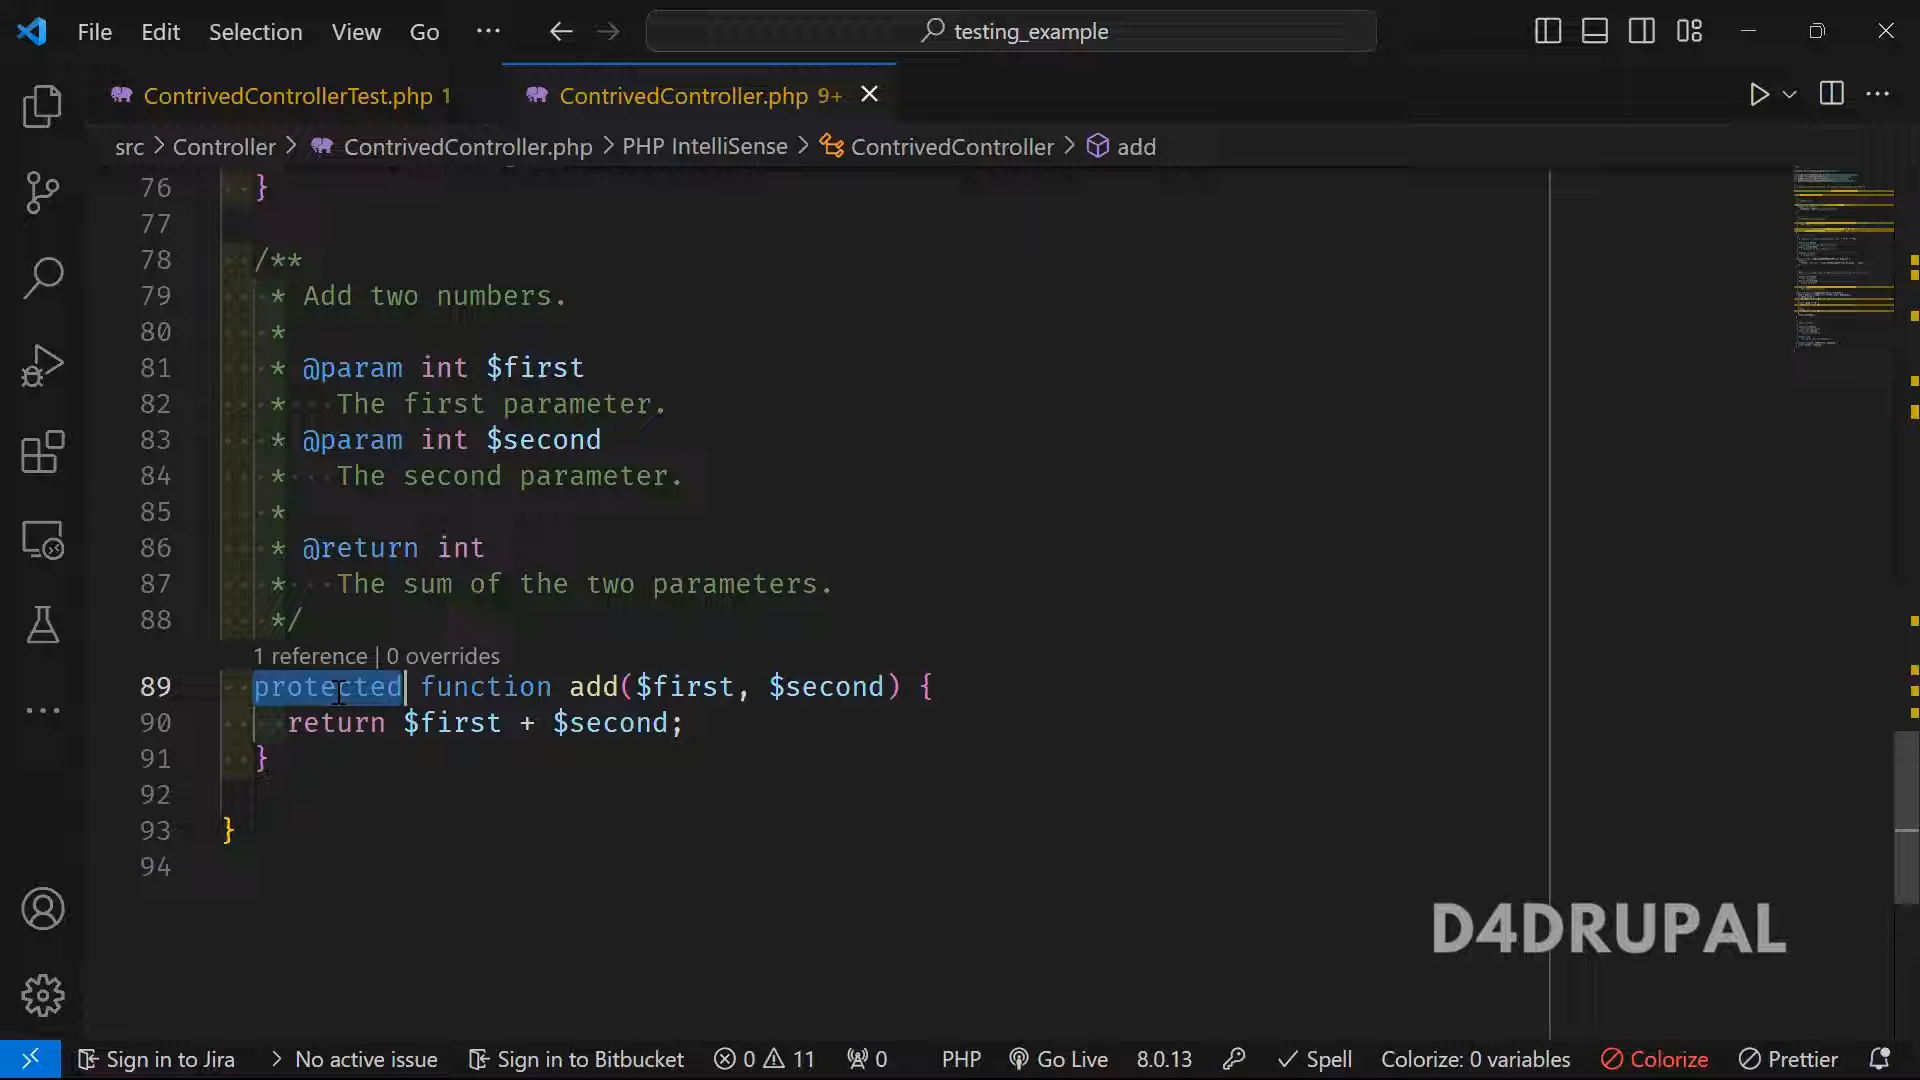 File Edit Selection View Go ··· testing_example
ContrivedControllerTest.php 1 ContrivedController.php 9+
src > Controller > ContrivedController.php > PHP IntelliSense > ContrivedController > add
76 }
77
78 /**
79 * Add two numbers.
80 *
81 * @param int $first
82 * The first parameter.
83 * @param int $second
84 * The second parameter.
85 *
86 * @return int
87 * The sum of the two parameters.
88 */
1 reference | 0 overrides
89 protected function add($first, $second) {
90 return $first + $second;
91 }
92
93 }
94
D4DRUPAL
Sign in to Jira > No active issue Sign in to Bitbucket 0 11 0 PHP Go Live 8.0.13 Spell Colorize: 0 variables Colorize Prettier